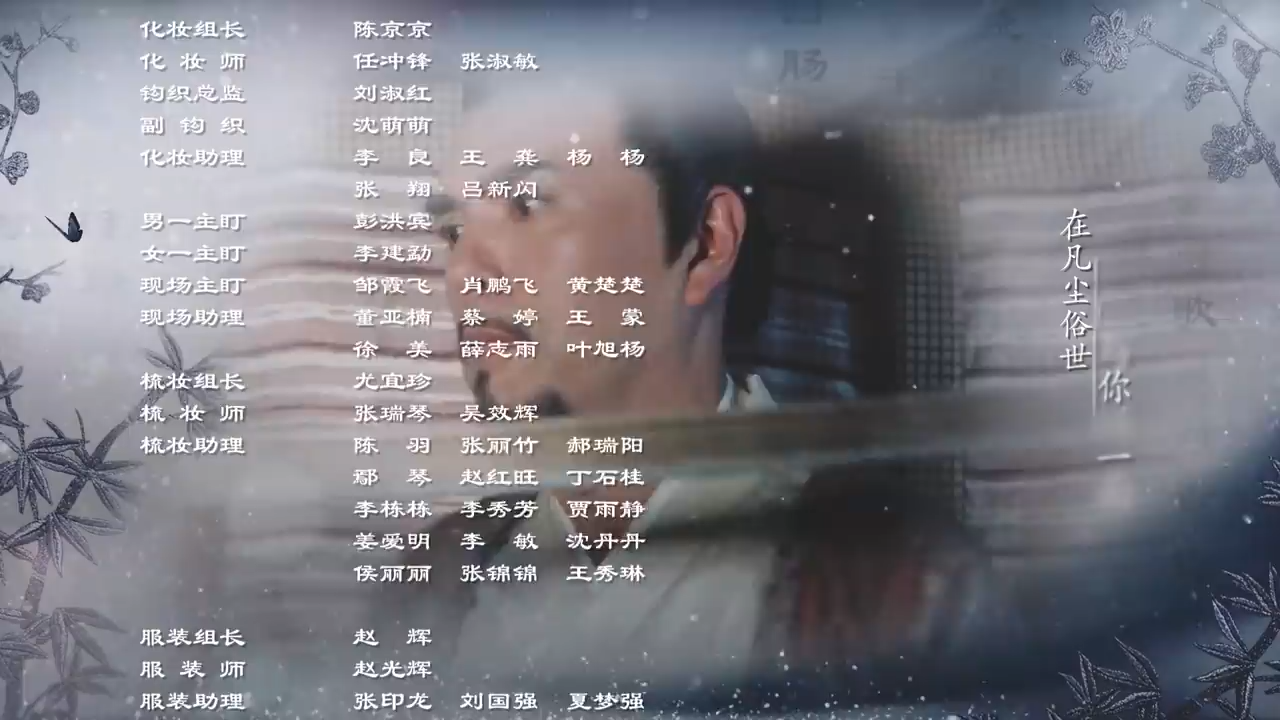 化妆组长 陈京京
化妆师 任冲锋 张淑敏
钩织总监 刘淑红
副钩织 沈萌萌
化妆助理 李良 王龚 杨杨
张翔 吕新闪
男一主盯 彭洪宾
女一主盯 李建勐
现场主盯 邹霞飞 肖鹏飞 黄楚楚
现场助理 董亚楠 蔡婷 王蒙
徐美 薛志雨 叶旭杨
梳妆组长 尤宜珍
梳妆师 张瑞琴 吴效辉
梳妆助理 陈羽 张丽竹 郝瑞阳
鄢琴 赵红旺 丁石桂
李栋栋 李秀芳 贾雨静
姜爱明 李敏 沈丹丹
侯丽丽 张锦锦 王秀琳
服装组长 赵辉
服装师 赵光辉
服装助理 张印龙 刘国强 夏梦强
在凡尘俗世
你一
肠